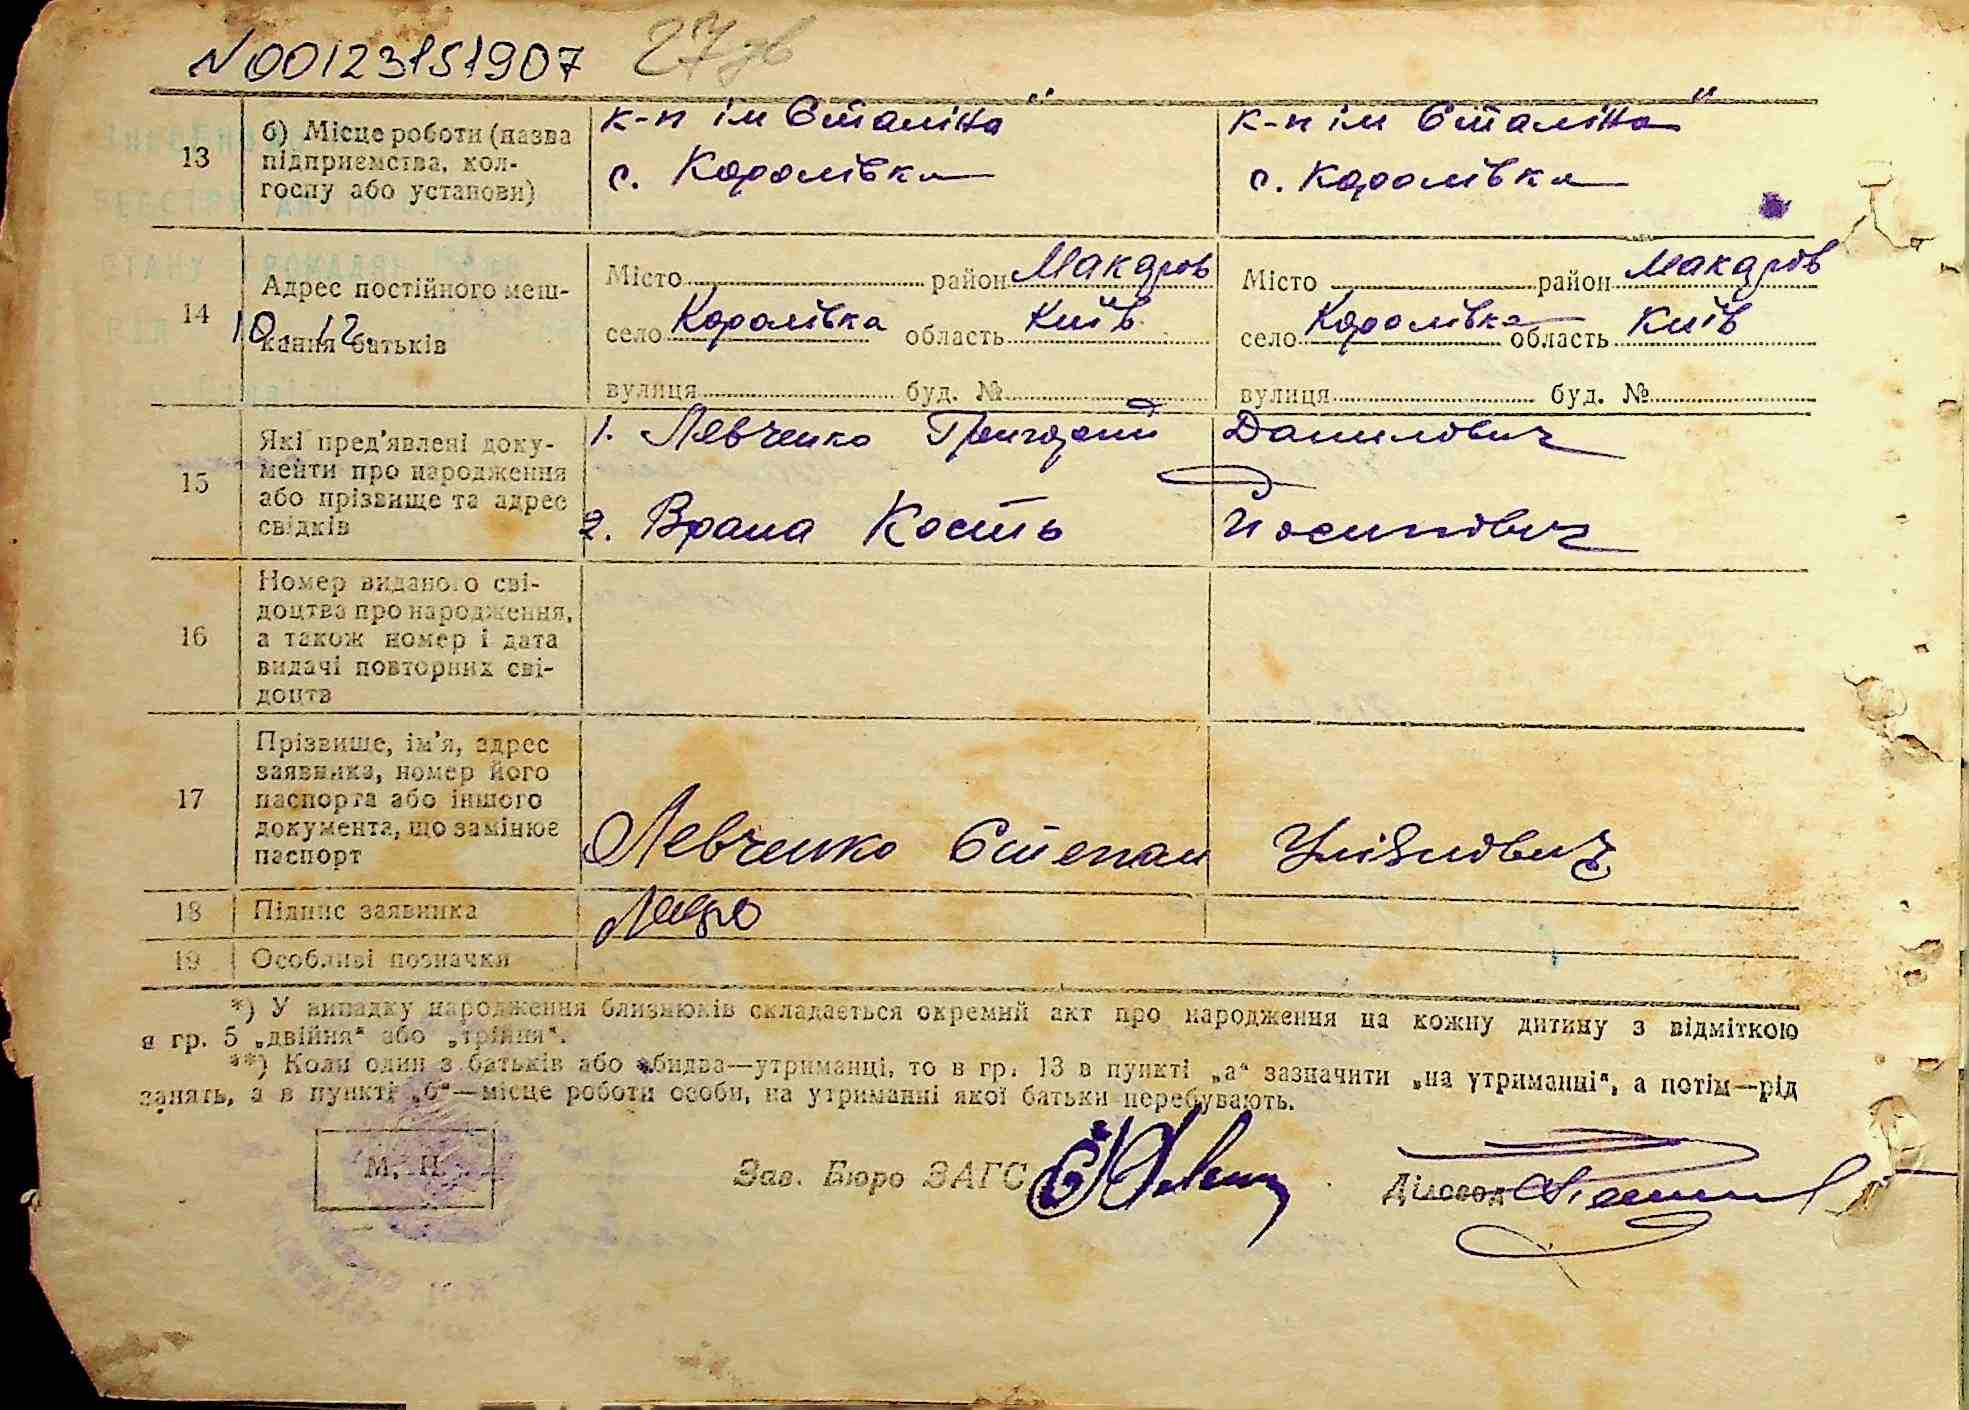 N00123151907 27 зв
13 б) Місце роботи (назва підприємства, колгоспу або установи)
к-п ім Сталіна" к-п ім Сталіна"
с. Королівка с. Королівка
14 Адрес постійного мешкання батьків
10 12.
Місто район Макаров Місто район Макаров
село Королівка область Київ село Королівка область Київ
вулиця буд. № вулиця буд. №
15 Які пред'явлені документи про народження або прізвище та адрес свідків
1. Левченко Григорий Данилович
2. Врана Кость Йосипович
16 Номер виданого свідоцтва про народження, а також номер і дата видачі повторних свідоцтв
17 Прізвище, ім'я, адрес заявника, номер його паспорта або іншого документа, що замінює паспорт
Левченко Степан Улянович
18 Підпис заявника
19 Особливі позначки
*) У випадку народження близнюків складається окремий акт про народження на кожну дитину з відміткою
в гр. 5 „двійня“ або „трійня“.
**) Коли один з батьків або обидва—утриманці, то в гр. 13 в пункті „а“ зазначити „на утриманні“, а потім—рід
занять, а в пункті „б“—місце роботи особи, на утриманні якої батьки перебувають.
М. П. Зав. Бюро ЗАГС Діловод